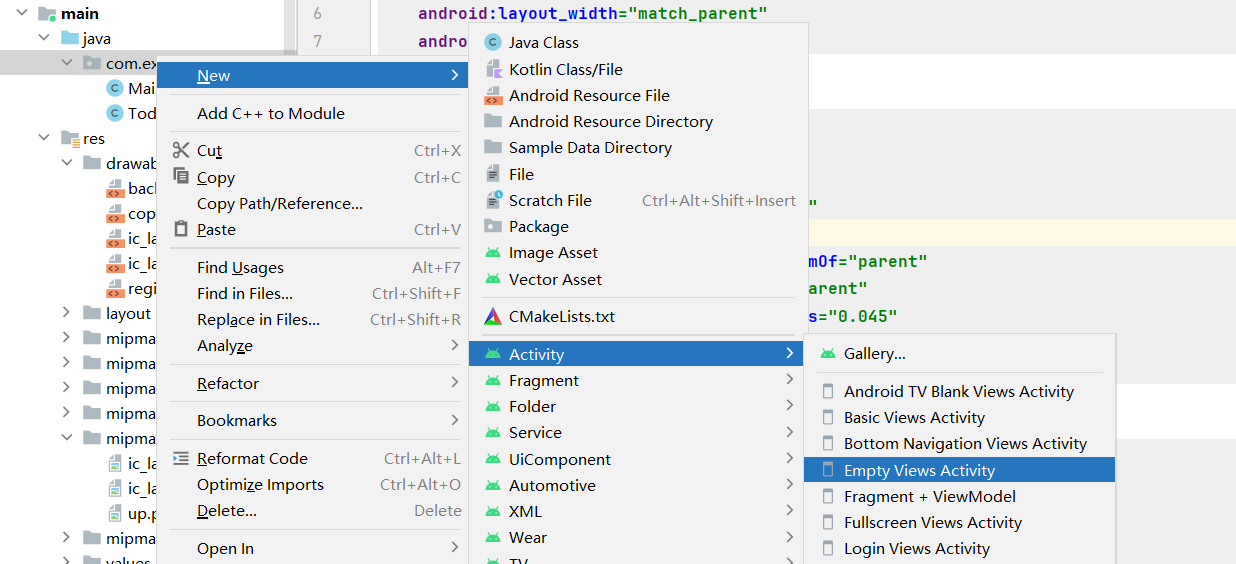 main
java
com.ex
Mai
Tod
res
drawab
back
cop
ic_la
ic_la
regi
layout
mipma
mipma
mipma
mipma
mipma
ic_la
ic_la
up.p
mipma
values
6 android:layout_width="match_parent"
7 andro
"
mOf="parent"
arent"
s="0.045"
New
Add C++ to Module
Cut Ctrl+X
Copy Ctrl+C
Copy Path/Reference...
Paste Ctrl+V
Find Usages Alt+F7
Find in Files... Ctrl+Shift+F
Replace in Files... Ctrl+Shift+R
Analyze
Refactor
Bookmarks
Reformat Code Ctrl+Alt+L
Optimize Imports Ctrl+Alt+O
Delete... Delete
Open In
Java Class
Kotlin Class/File
Android Resource File
Android Resource Directory
Sample Data Directory
File
Scratch File Ctrl+Alt+Shift+Insert
Package
Image Asset
Vector Asset
CMakeLists.txt
Activity
Fragment
Folder
Service
UiComponent
Automotive
XML
Wear
TV
Gallery...
Android TV Blank Views Activity
Basic Views Activity
Bottom Navigation Views Activity
Empty Views Activity
Fragment + ViewModel
Fullscreen Views Activity
Login Views Activity